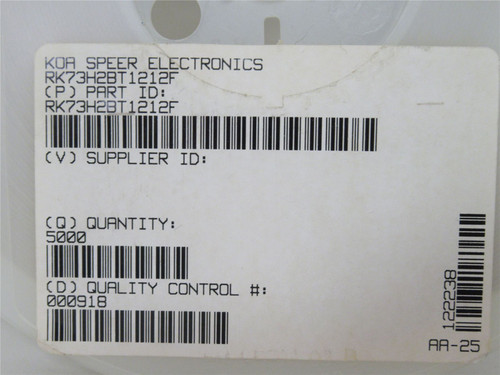 KOA SPEER ELECTRONICS
RK73H2BT1212F
(P) PART ID:
RK73H2BT1212F
(V) SUPPLIER ID:
(Q) QUANTITY:
5000
(D) QUALITY CONTROL #:
000918
122238
AA-25